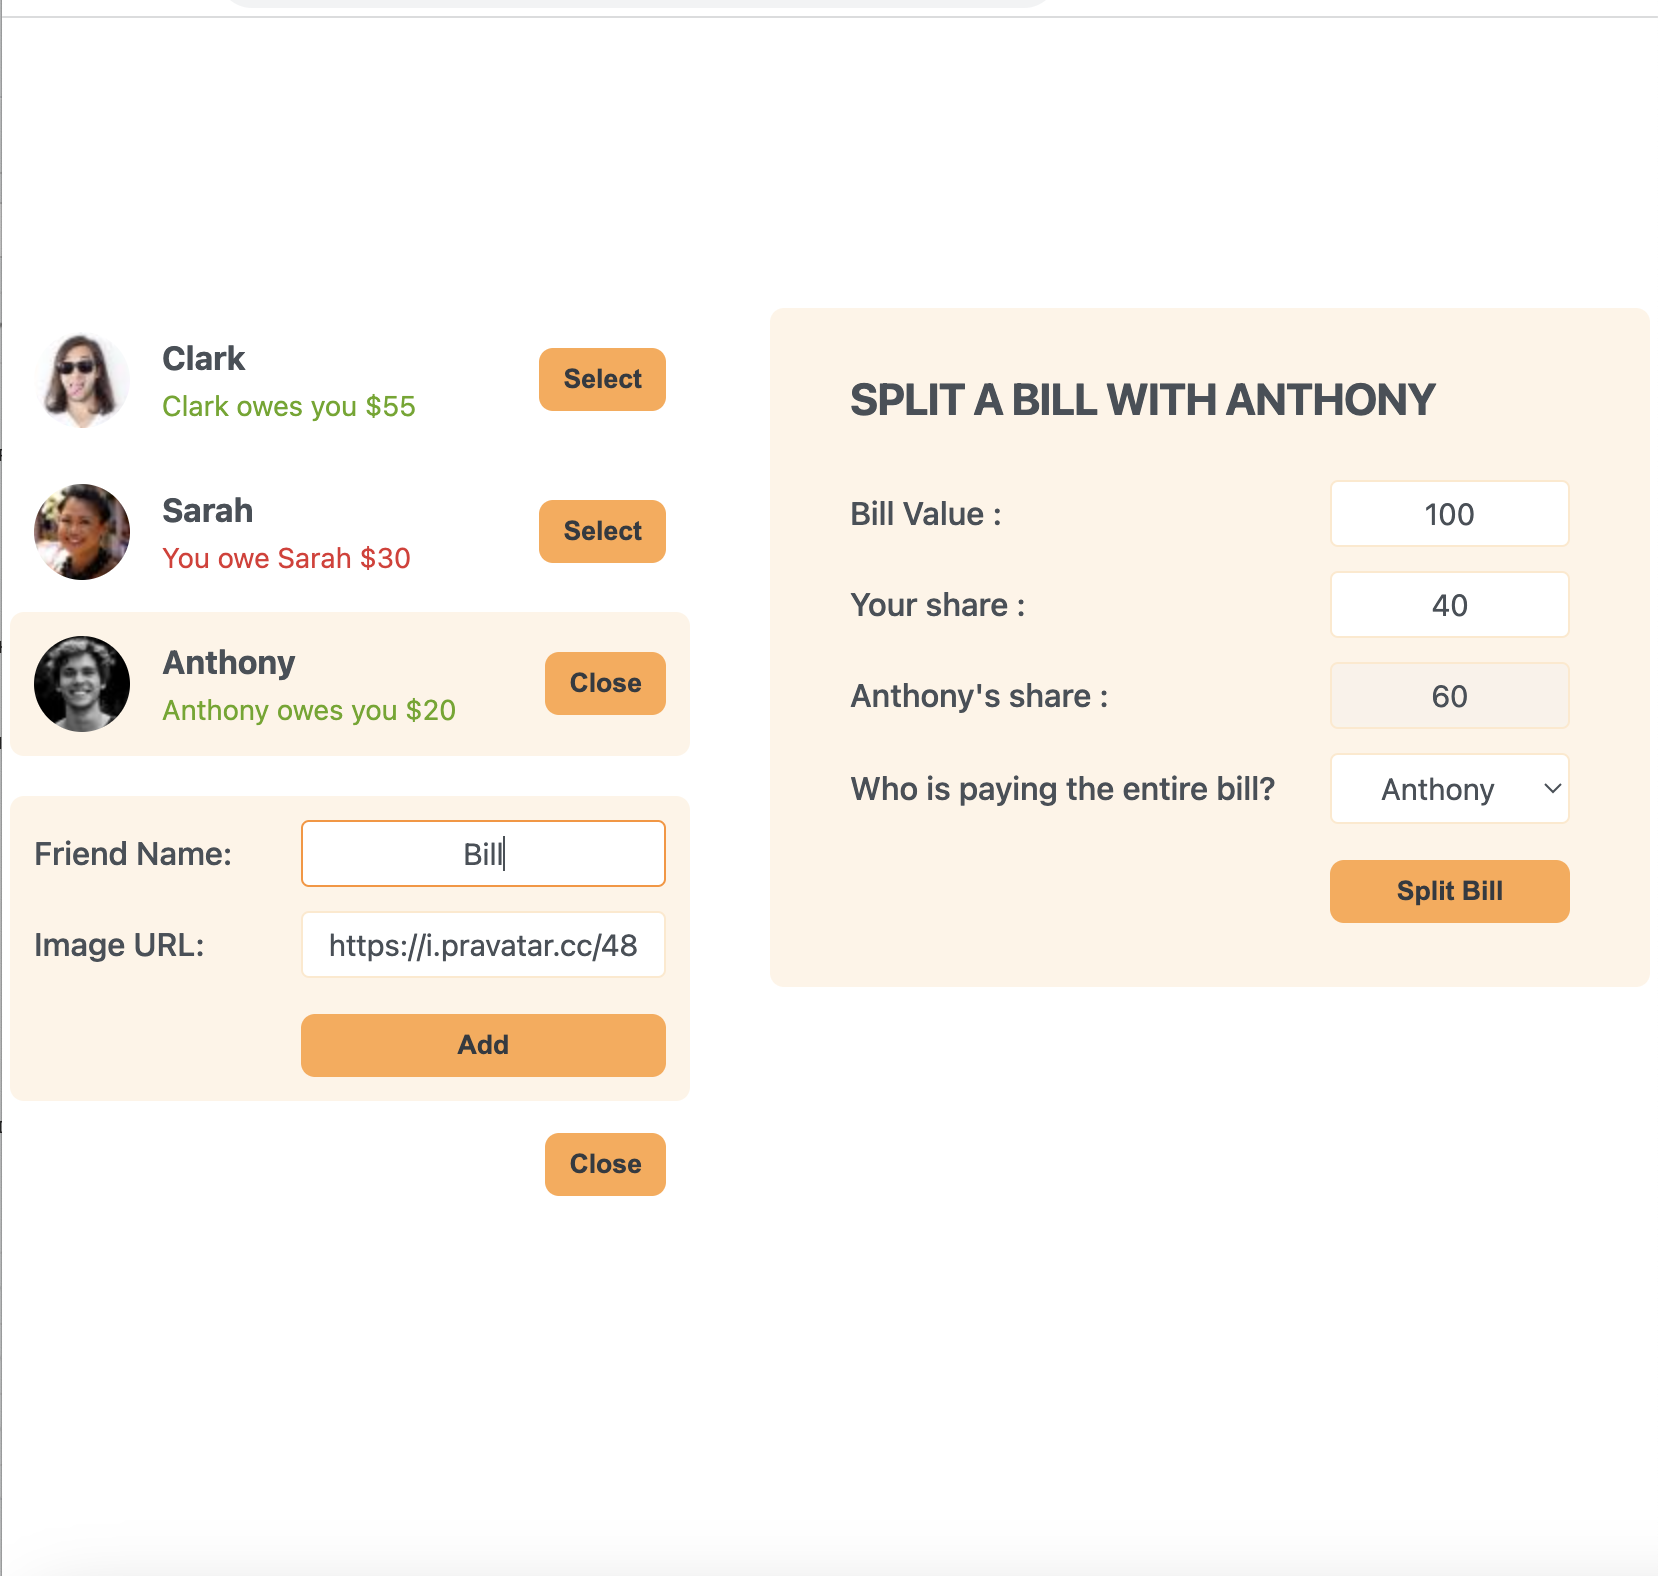 Clark
Clark owes you $55
Select
Sarah
You owe Sarah $30
Select
Anthony
Anthony owes you $20
Close
Friend Name:
Bill
Image URL:
https://i.pravatar.cc/48
Add
Close
SPLIT A BILL WITH ANTHONY
Bill Value :
100
Your share :
40
Anthony's share :
60
Who is paying the entire bill?
Anthony
Split Bill